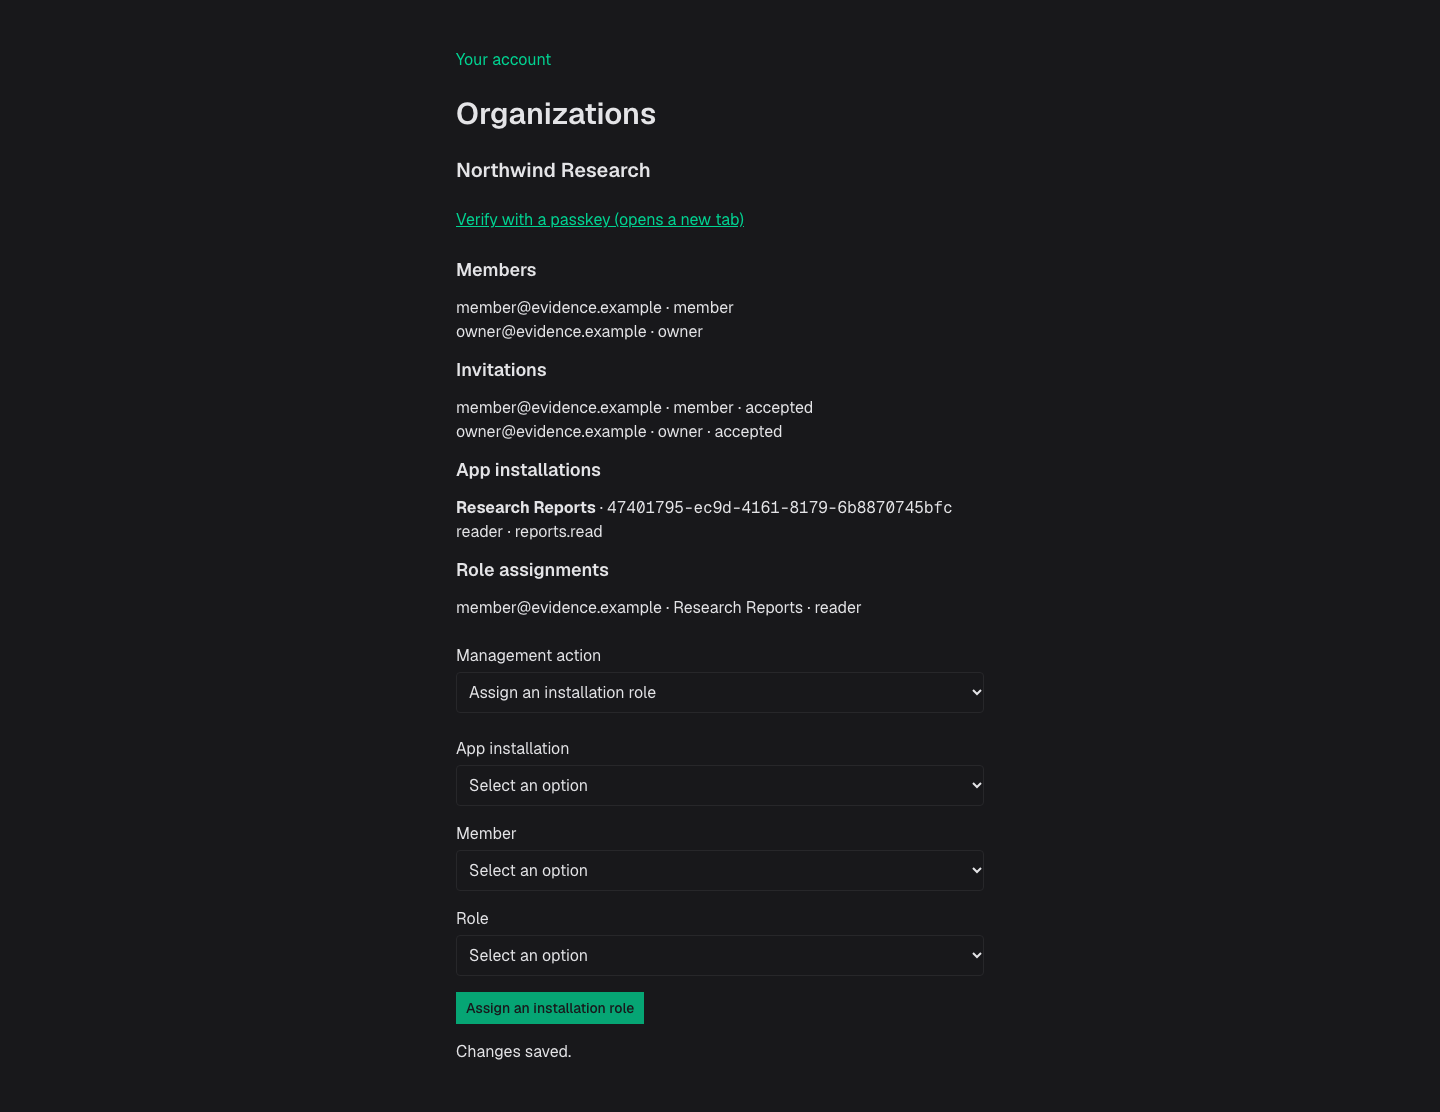 Your account
Organizations
Northwind Research
Verify with a passkey (opens a new tab)
Members
member@evidence.example · member
owner@evidence.example · owner
Invitations
member@evidence.example · member · accepted
owner@evidence.example · owner · accepted
App installations
Research Reports · 47401795-ec9d-4161-8179-6b8870745bfc
reader · reports.read
Role assignments
member@evidence.example · Research Reports · reader
Management action
Assign an installation role
App installation
Select an option
Member
Select an option
Role
Select an option
Assign an installation role
Changes saved.